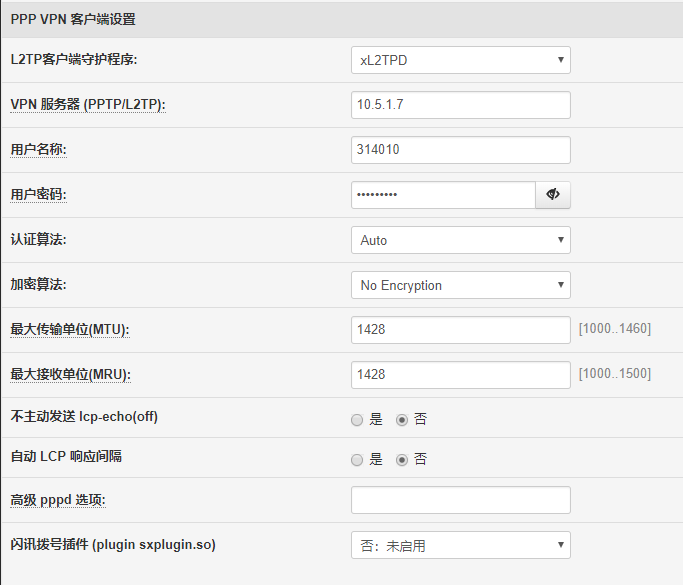 PPP VPN 客户端设置
L2TP客户端守护程序: xL2TPD
VPN 服务器 (PPTP/L2TP): 10.5.1.7
用户名称: 314010
用户密码: •••••••••
认证算法: Auto
加密算法: No Encryption
最大传输单位(MTU): 1428 [1000..1460]
最大接收单位(MRU): 1428 [1000..1500]
不主动发送 lcp-echo(off) 是 否
自动 LCP 响应间隔 是 否
高级 pppd 选项:
闪讯拨号插件 (plugin sxplugin.so) 否：未启用